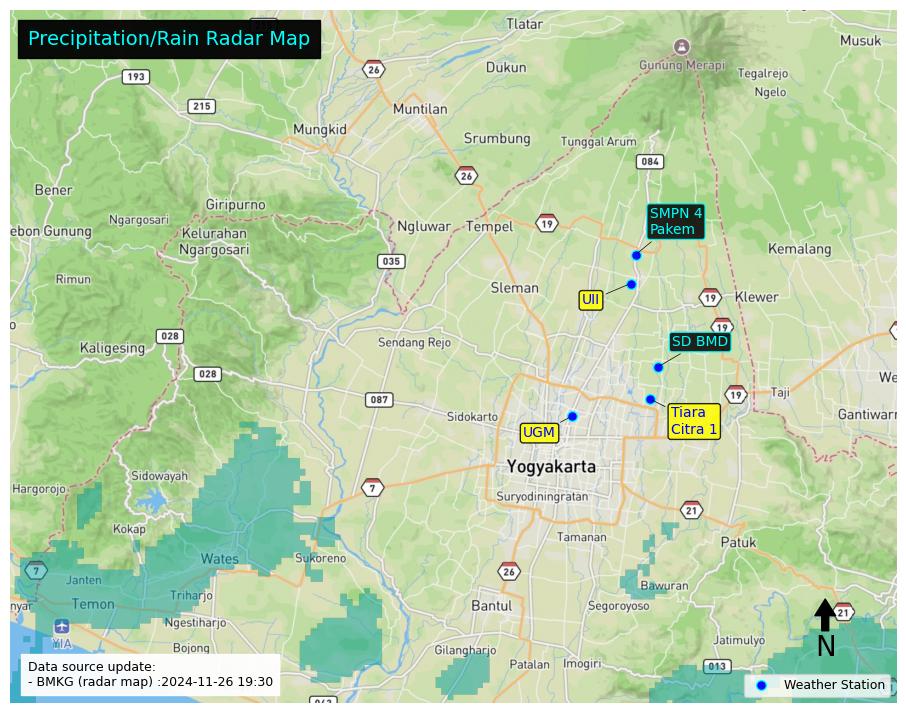 Precipitation/Rain Radar Map
Tlatar
Musuk
26
Dukun
Gunung Merapi
193
Tegalrejo
Ngelo
215
Muntilan
Mungkid
Srumbung
Tunggal Arum
084
26
Bener
Giripurno
SMPN 4
Pakem
Ngargosari
Ngluwar
Tempel
19
ebon Gunung
Kelurahan
Ngargosari
Kemalang
035
Rimun
Sleman
UII
19
Klewer
19
028
Sendang Rejo
SD BMD
Kaligesing
028
We
19
Taji
087
Sidokarto
Tiara
Citra 1
Gantiwarn
UGM
Yogyakarta
Sidowayah
Hargorojo
7
Suryodiningratan
21
Kokap
Tamanan
Patuk
Wates
Sukoreno
7
Janten
26
Bawuran
Temon
Triharjo
Bantul
Segoroyoso
21
nyar
Ngestiharjo
YIA
N
Bojong
Jatimulyo
Gilangharjo
Patalan
Imogiri
013
Data source update:
- BMKG (radar map) :2024-11-26 19:30
Weather Station